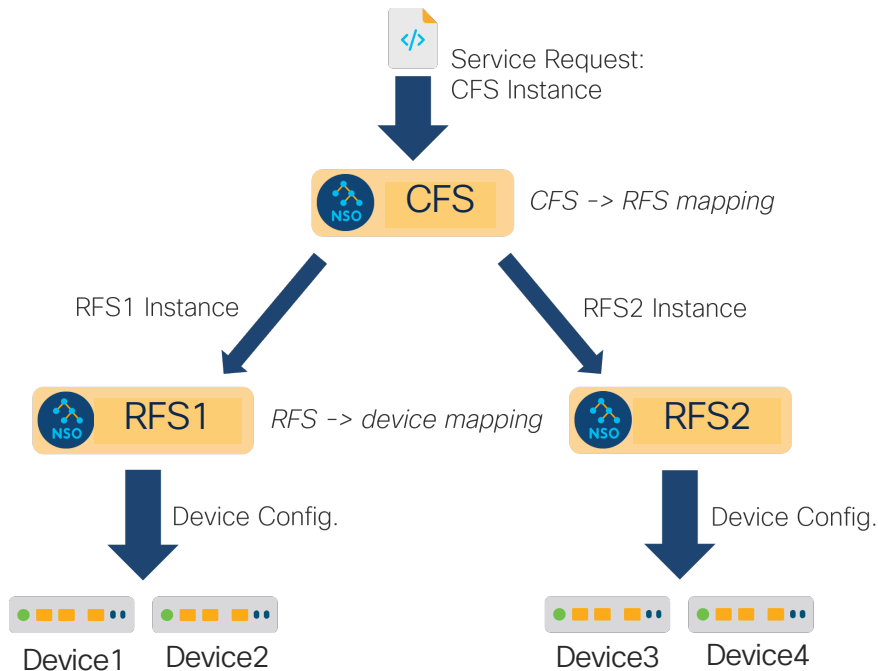 </>
Service Request:
CFS Instance
NSO
CFS
CFS -> RFS mapping
RFS1 Instance
RFS2 Instance
NSO
RFS1
RFS -> device mapping
NSO
RFS2
Device Config.
Device Config.
Device1
Device2
Device3
Device4